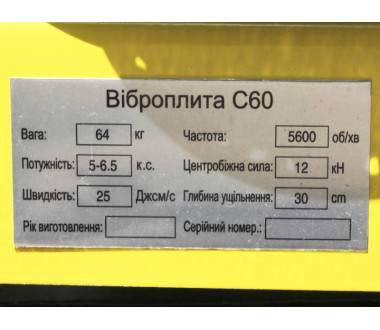 Віброплита C60
Вага: 64 кг Частота: 5600 об/хв
Потужність: 5-6.5 к.с. Центробіжна сила: 12 кН
Швидкість: 25 Джсм/с Глибина ущільнення: 30 cm
Рік виготовлення: Серійний номер.: